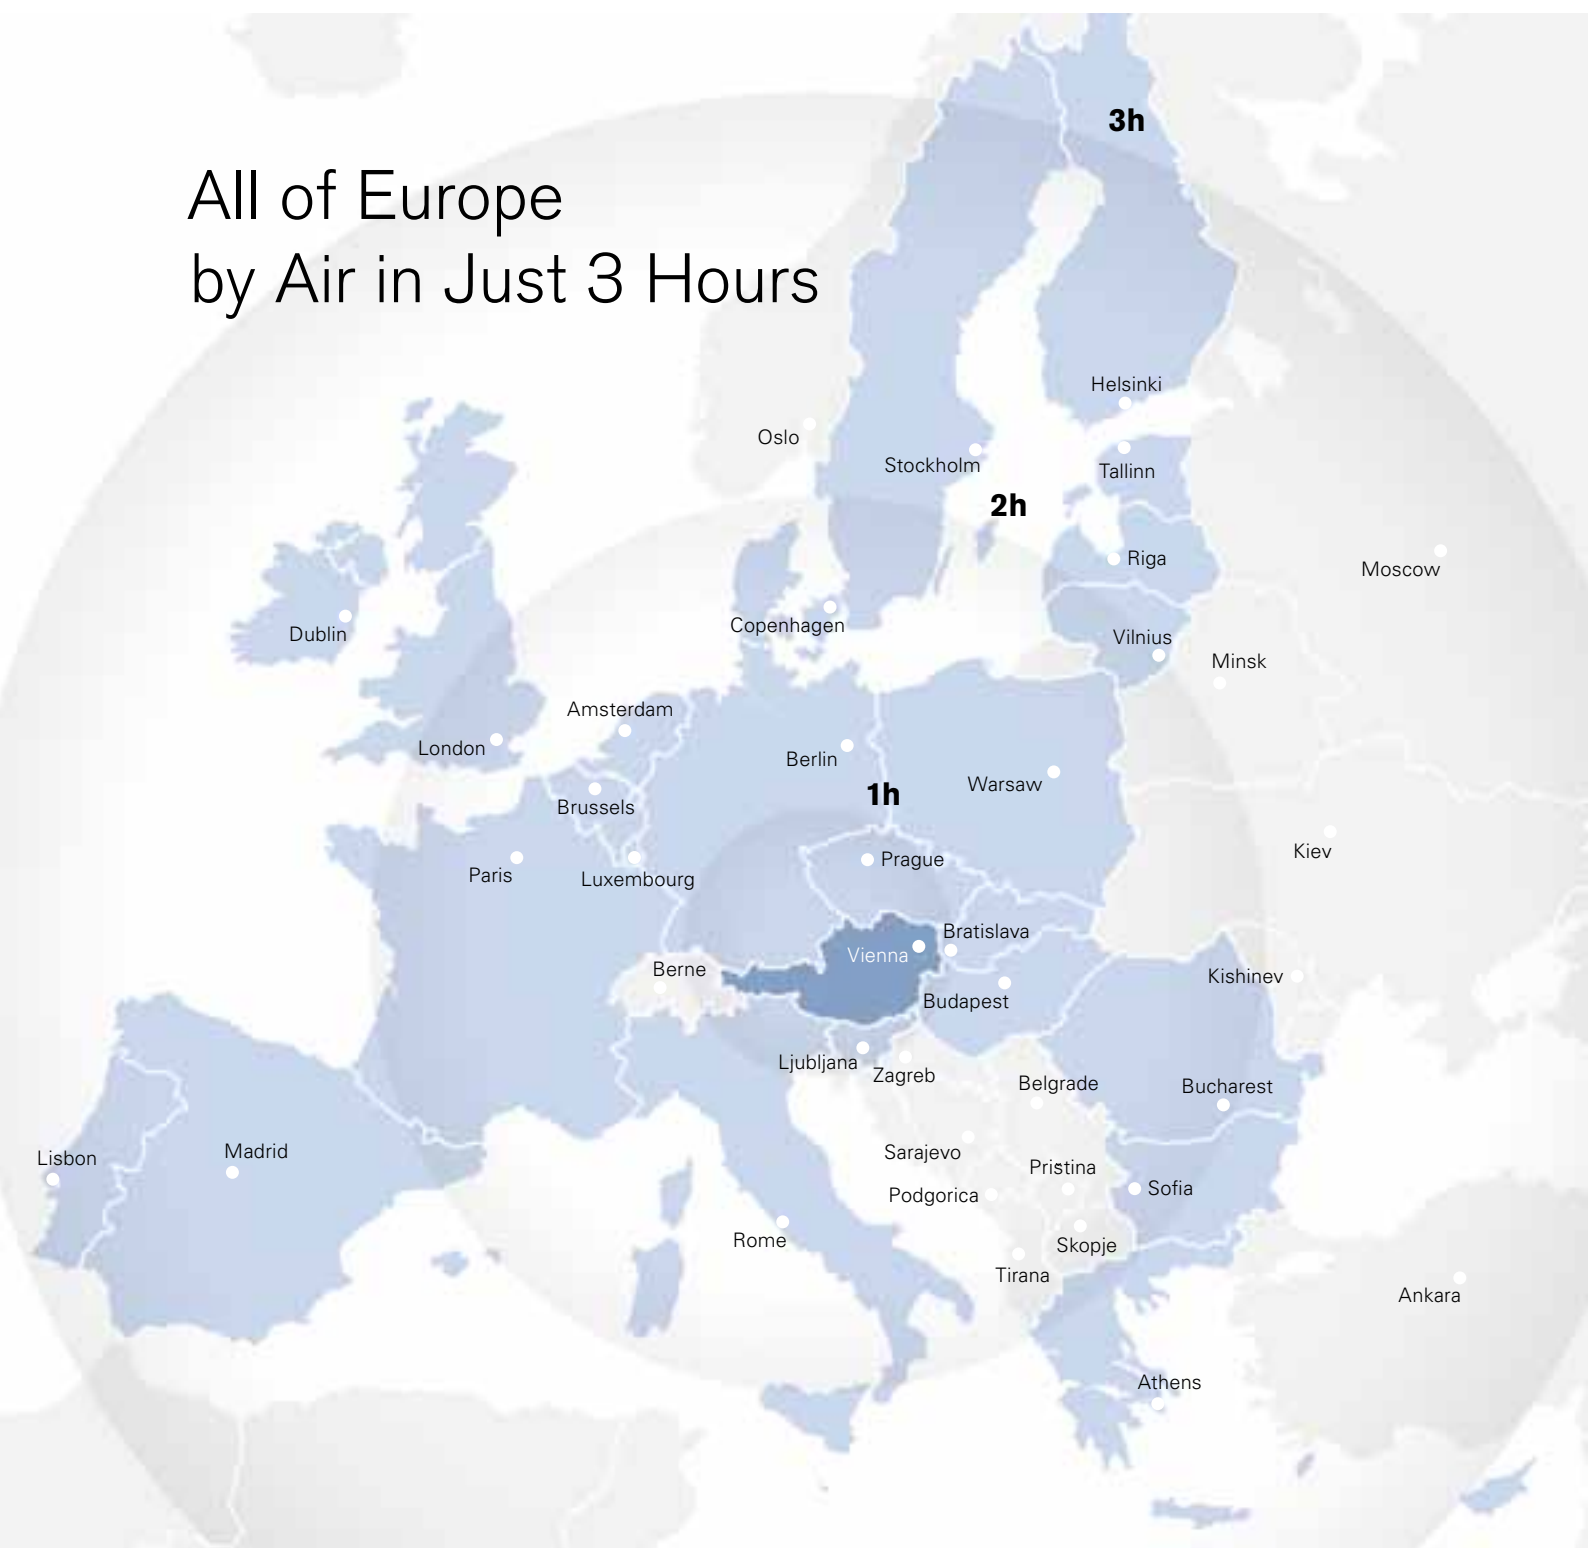 All of Europe
by Air in Just 3 Hours
3h
Helsinki
Oslo
Stockholm
Tallinn
2h
Riga
Moscow
Dublin
Copenhagen
Vilnius
Minsk
Amsterdam
London
Berlin
Warsaw
1h
Brussels
Kiev
Paris
Luxembourg
Prague
Bratislava
Vienna
Berne
Kishinev
Budapest
Ljubljana
Zagreb
Belgrade
Bucharest
Lisbon
Madrid
Sarajevo
Pristina
Podgorica
Sofia
Rome
Skopje
Tirana
Ankara
Athens